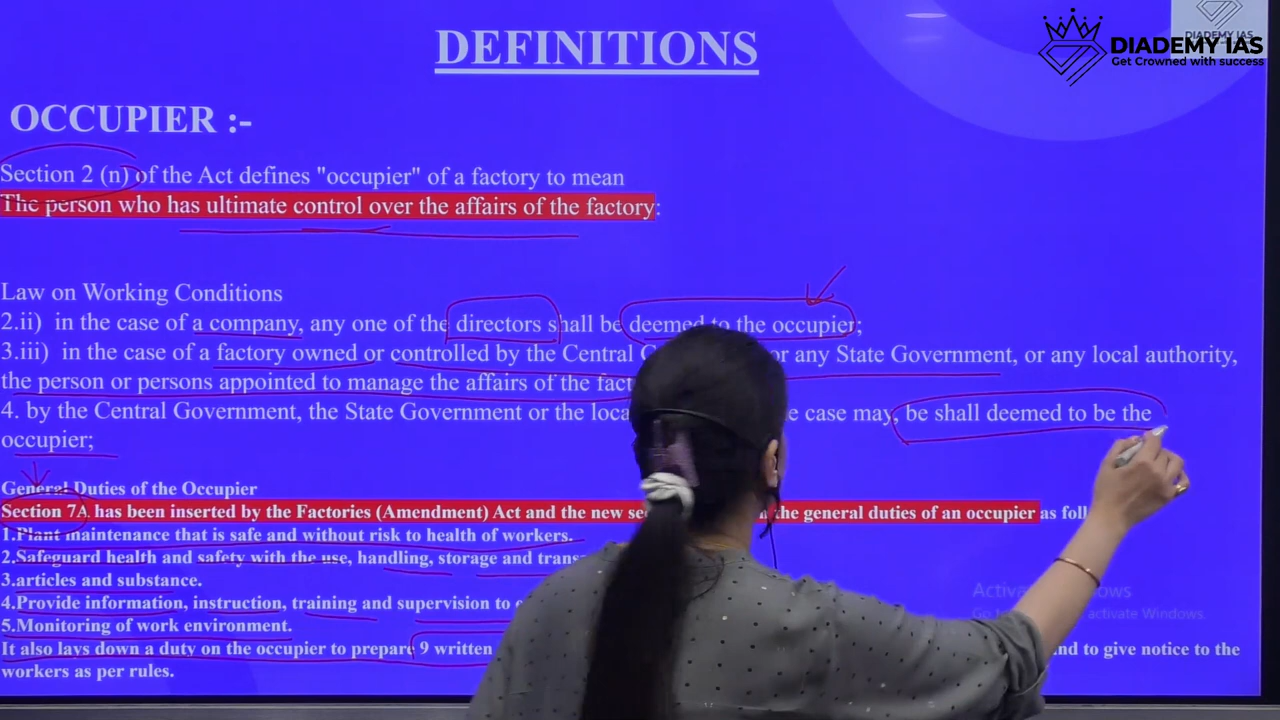 DEFINITIONS
DIADEMY IAS
DIADEMY IAS
Get Crowned with success
OCCUPIER :-
Section 2 (n) of the Act defines "occupier" of a factory to mean
The person who has ultimate control over the affairs of the factory:
Law on Working Conditions
2.ii) in the case of a company, any one of the directors shall be deemed to the occupier;
3.iii) in the case of a factory owned or controlled by the Central or any State Government, or any local authority,
the person or persons appointed to manage the affairs of the
4. by the Central Government, the State Government or the case may, be shall deemed to be the
occupier;
General Duties of the Occupier
Section 7A has been inserted by the Factories (Amendment) Act and the new the general duties of an occupier as
1.Plant maintenance that is safe and without risk to health of workers.
2.Safeguard health and safety with the use, handling, storage and
3.articles and substance.
4.Provide information, instruction, training and supervision to
5.Monitoring of work environment.
It also lays down a duty on the occupier to prepare 9 written to give notice to the
workers as per rules.
activate Windows.